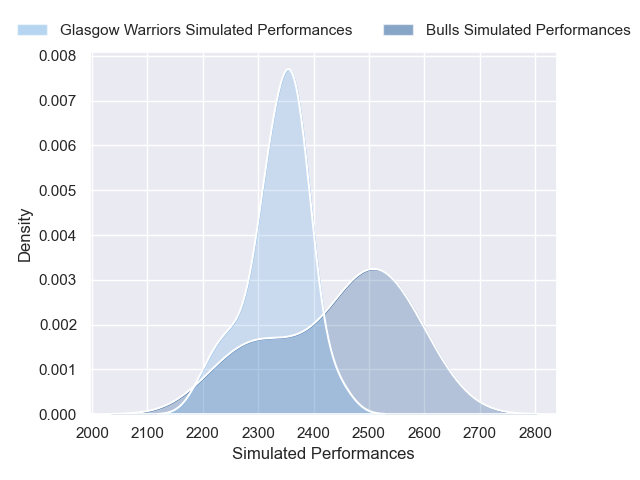 Glasgow Warriors Simulated Performances Bulls Simulated Performances
0.008
0.007
0.006
0.005
0.004
0.003
0.002
0.001
0.000
Density
2000 2100 2200 2300 2400 2500 2600 2700 2800
Simulated Performances